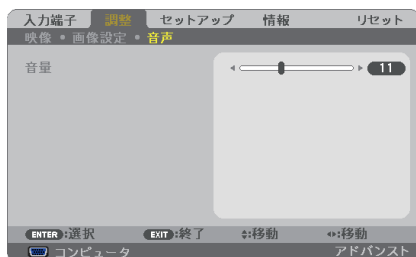 入力端子 調整 セットアップ 情報 リセット
映像 • 画像設定 • 音声
音量 11
ENTER:選択 EXIT:終了 :移動 :移動
コンピュータ アドバンスト